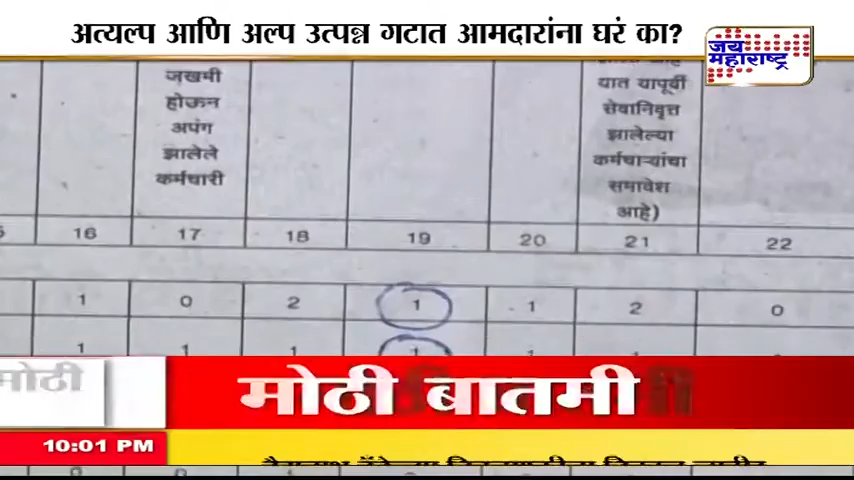 अत्यल्प आणि अल्प उत्पन्न गटात आमदारांना घरं का?
जय
महाराष्ट्र
जखमी
होऊन
अपंग
झालेले
कर्मचारी
यात यापूर्वी
सेवानिवृत्त
झालेल्या
कर्मचाऱ्यांचा
समावेश
आहे)
16 17 18 19 20 21 22
1 0 2 1 1 2 0
1 1 1 1
मोठी
मोठी बातमी
10:01 PM